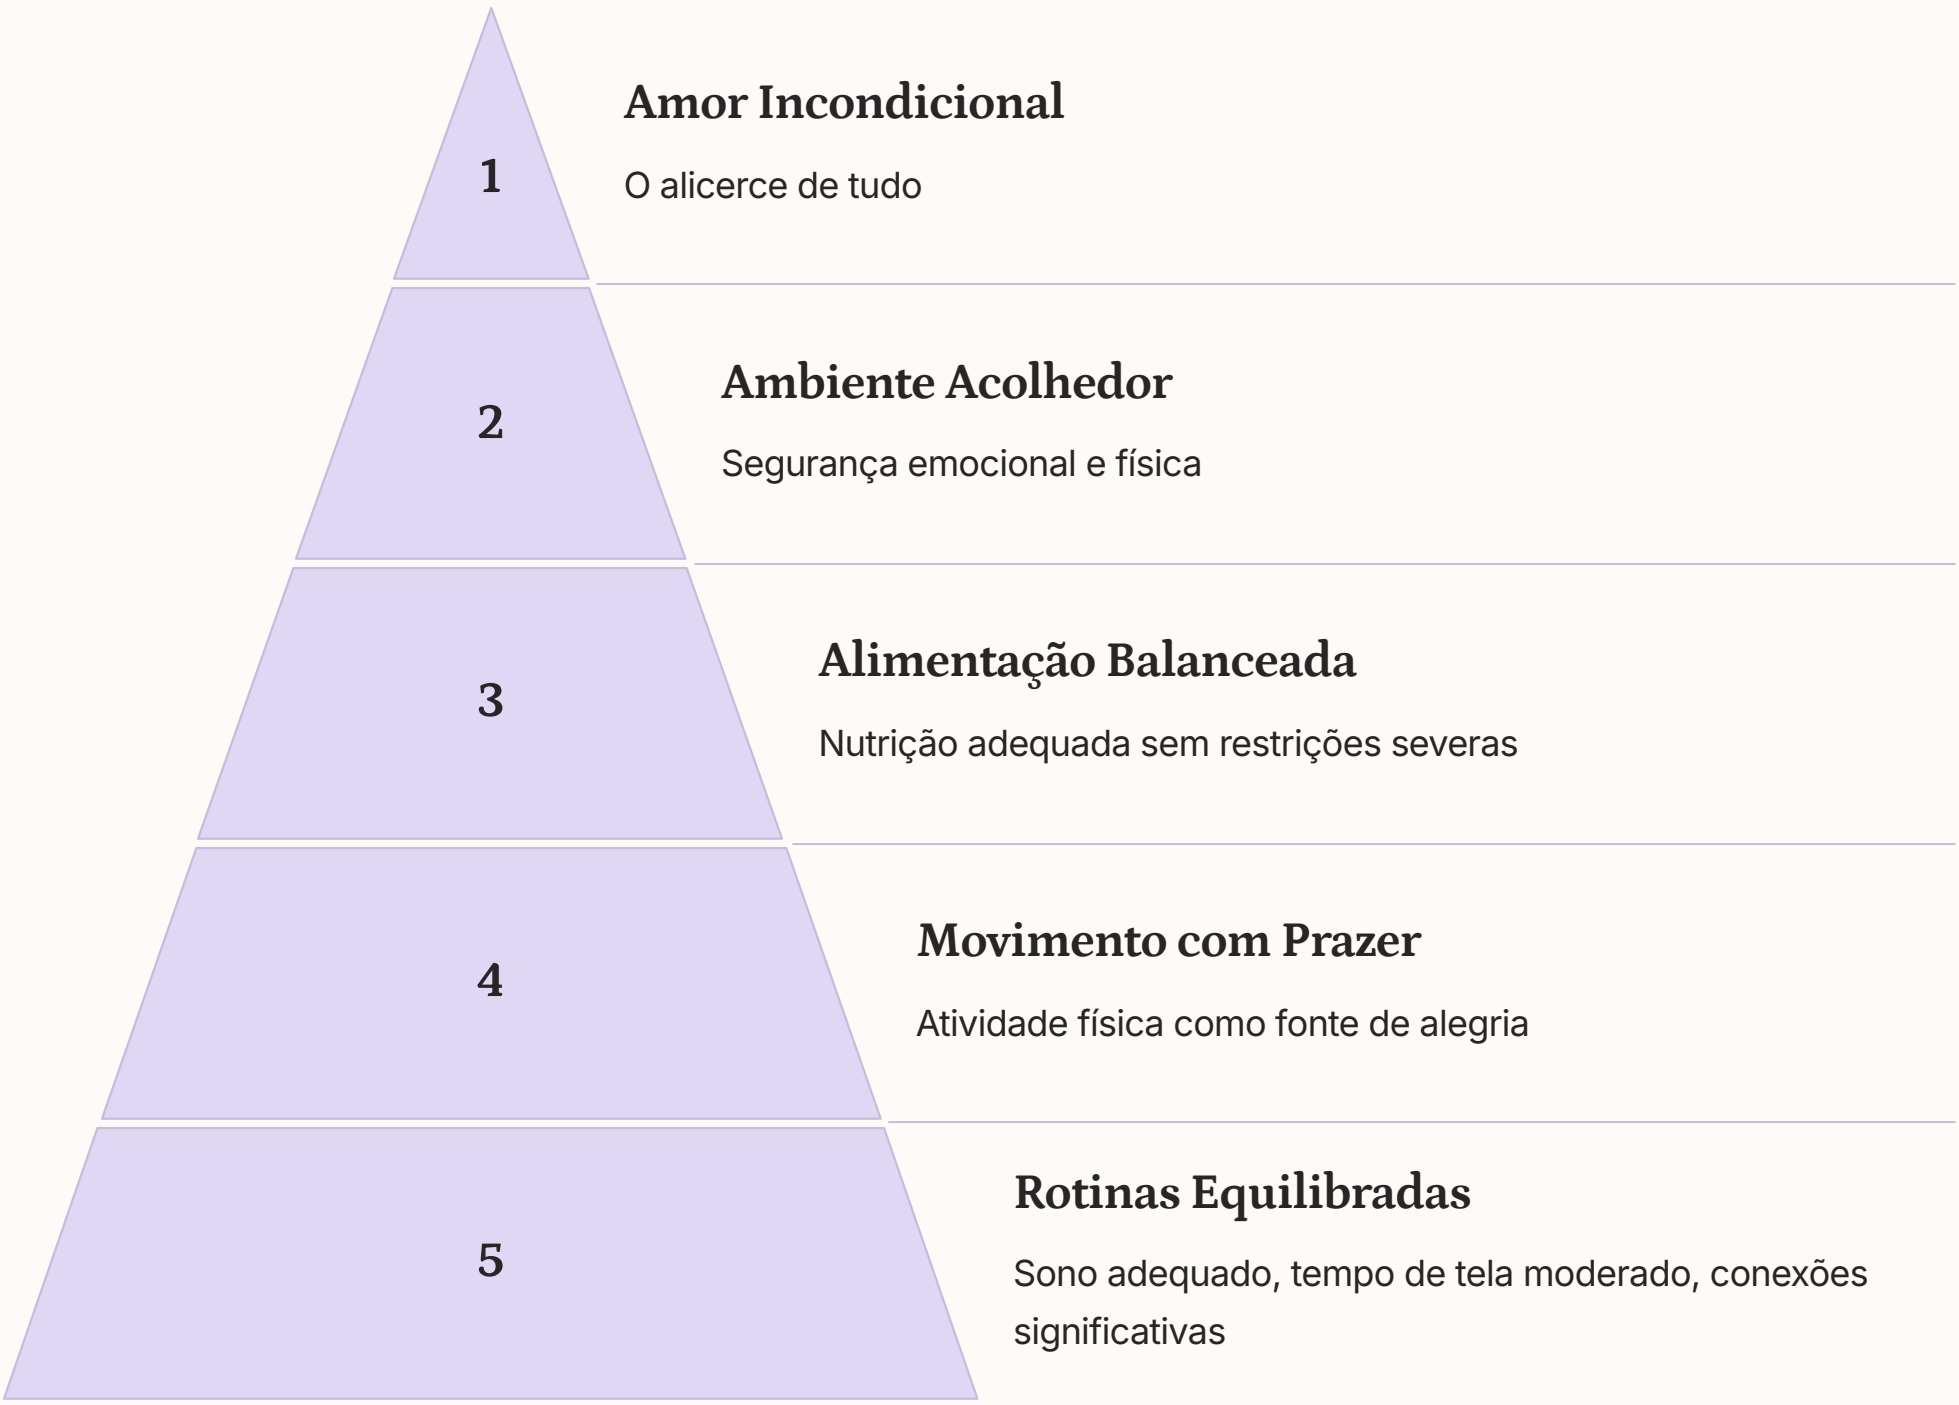 1
Amor Incondicional
O alicerce de tudo
2
Ambiente Acolhedor
Segurança emocional e física
3
Alimentação Balanceada
Nutrição adequada sem restrições severas
4
Movimento com Prazer
Atividade física como fonte de alegria
5
Rotinas Equilibradas
Sono adequado, tempo de tela moderado, conexões
significativas